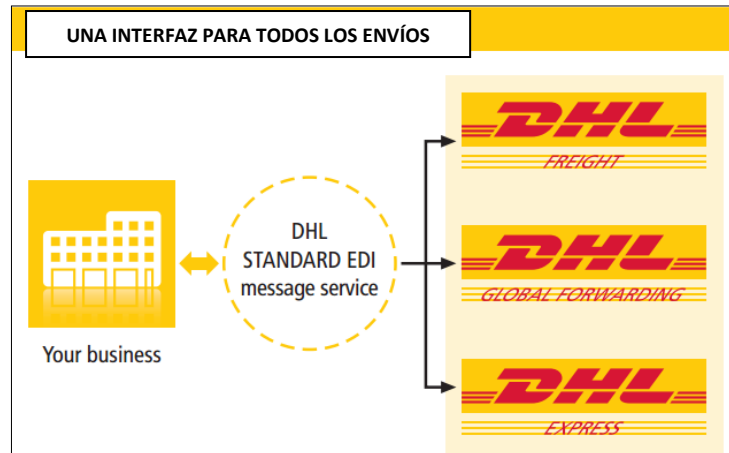 UNA INTERFAZ PARA TODOS LOS ENVÍOS
DHL
FREIGHT
DHL
STANDARD EDI
message service
DHL
GLOBAL FORWARDING
Your business
DHL
EXPRESS